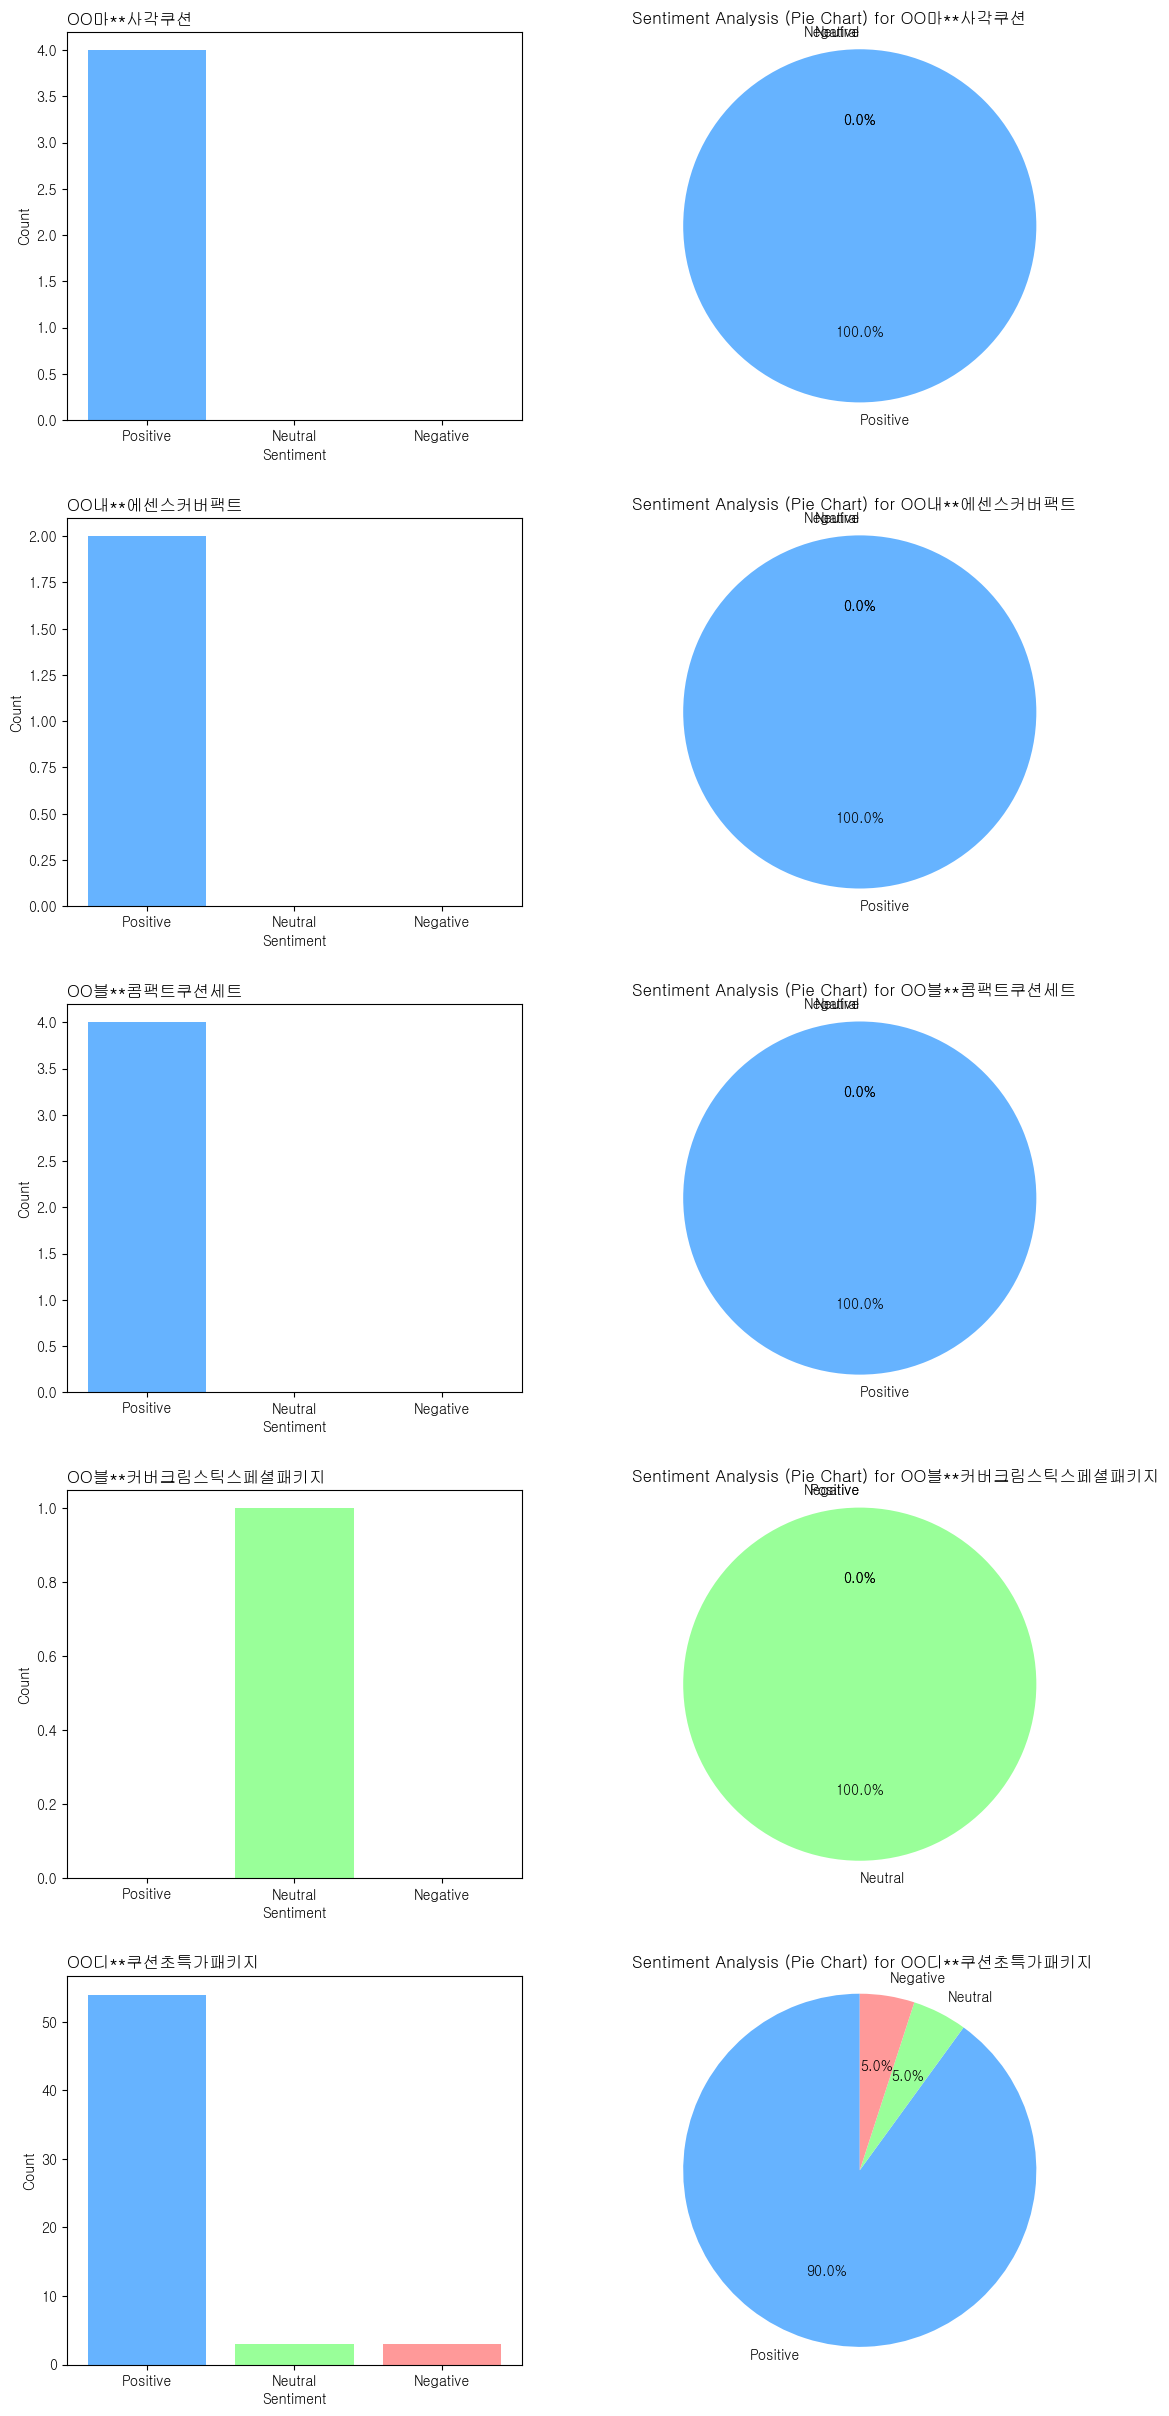 OO마**사각쿠션
4.0
3.5
3.0
2.5
2.0
1.5
1.0
0.5
0.0
Count
Positive Neutral Negative
Sentiment
Sentiment Analysis (Pie Chart) for OO마**사각쿠션
Negative Neutral
0.0%
100.0%
Positive
OO내**에센스커버팩트
2.00
1.75
1.50
1.25
1.00
0.75
0.50
0.25
0.00
Count
Positive Neutral Negative
Sentiment
Sentiment Analysis (Pie Chart) for OO내**에센스커버팩트
Negative Neutral
0.0%
100.0%
Positive
OO블**콤팩트쿠션세트
4.0
3.5
3.0
2.5
2.0
1.5
1.0
0.5
0.0
Count
Positive Neutral Negative
Sentiment
Sentiment Analysis (Pie Chart) for OO블**콤팩트쿠션세트
Negative Neutral
0.0%
100.0%
Positive
OO블**커버크림스틱스페셜패키지
1.0
0.8
0.6
0.4
0.2
0.0
Count
Positive Neutral Negative
Sentiment
Sentiment Analysis (Pie Chart) for OO블**커버크림스틱스페셜패키지
Negative Positive
0.0%
100.0%
Neutral
OO디**쿠션초특가패키지
50
40
30
20
10
0
Count
Positive Neutral Negative
Sentiment
Sentiment Analysis (Pie Chart) for OO디**쿠션초특가패키지
Negative
Neutral
5.0%
5.0%
90.0%
Positive